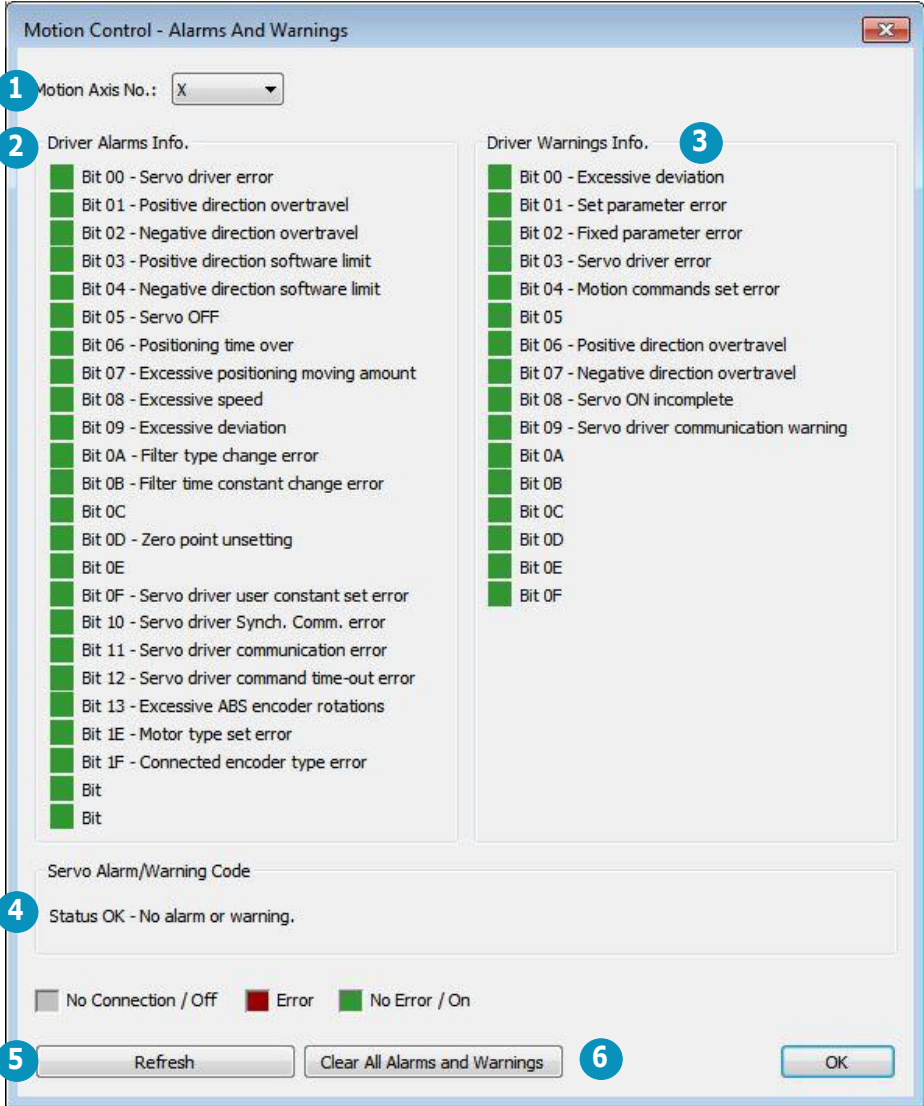 Motion Control - Alarms And Warnings
1
Motion Axis No.: X
2
Driver Alarms Info.
Bit 00 - Servo driver error
Bit 01 - Positive direction overtravel
Bit 02 - Negative direction overtravel
Bit 03 - Positive direction software limit
Bit 04 - Negative direction software limit
Bit 05 - Servo OFF
Bit 06 - Positioning time over
Bit 07 - Excessive positioning moving amount
Bit 08 - Excessive speed
Bit 09 - Excessive deviation
Bit 0A - Filter type change error
Bit 0B - Filter time constant change error
Bit 0C
Bit 0D - Zero point unsetting
Bit 0E
Bit 0F - Servo driver user constant set error
Bit 10 - Servo driver Synch. Comm. error
Bit 11 - Servo driver communication error
Bit 12 - Servo driver command time-out error
Bit 13 - Excessive ABS encoder rotations
Bit 1E - Motor type set error
Bit 1F - Connected encoder type error
Bit
Bit
Driver Warnings Info.
3
Bit 00 - Excessive deviation
Bit 01 - Set parameter error
Bit 02 - Fixed parameter error
Bit 03 - Servo driver error
Bit 04 - Motion commands set error
Bit 05
Bit 06 - Positive direction overtravel
Bit 07 - Negative direction overtravel
Bit 08 - Servo ON incomplete
Bit 09 - Servo driver communication warning
Bit 0A
Bit 0B
Bit 0C
Bit 0D
Bit 0E
Bit 0F
Servo Alarm/Warning Code
4
Status OK - No alarm or warning.
No Connection / Off
Error
No Error / On
5
Refresh
Clear All Alarms and Warnings
6
OK